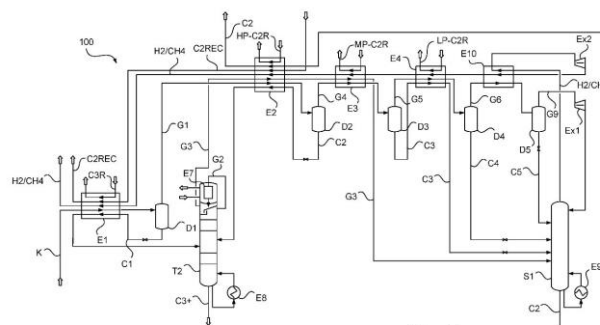 C2
Ex2
HP-C2R
MP-C2R
LP-C2R
100
H2/CH4
C2REC
E4
E10
H2/CH4
G4
G5
G6
G9
Ex1
G1
E3
E2
D2
D3
D4
D5
C2
C3
C4
C5
G3
G2
C2REC
C3R
E7
H2/CH4
G3
C3
D1
E1
K
C1
T2
E8
S1
E9
C3+
C2